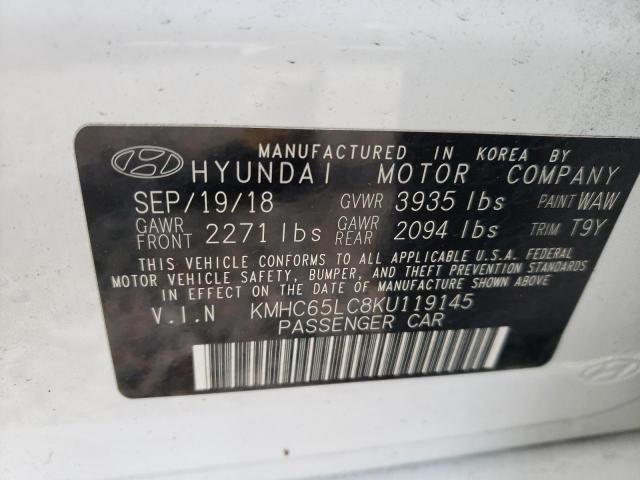 MANUFACTURED IN KOREA BY
HYUNDAI MOTOR COMPANY
SEP/19/18 GVWR 3935 lbs PAINT WAW
GAWR FRONT 2271 lbs GAWR REAR 2094 lbs TRIM T9Y
THIS VEHICLE CONFORMS TO ALL APPLICABLE U.S.A. FEDERAL
MOTOR VEHICLE SAFETY, BUMPER, AND THEFT PREVENTION STANDARDS
IN EFFECT ON THE DATE OF MANUFACTURE SHOWN ABOVE.
V.I.N KMHC65LC8KU119145
PASSENGER CAR